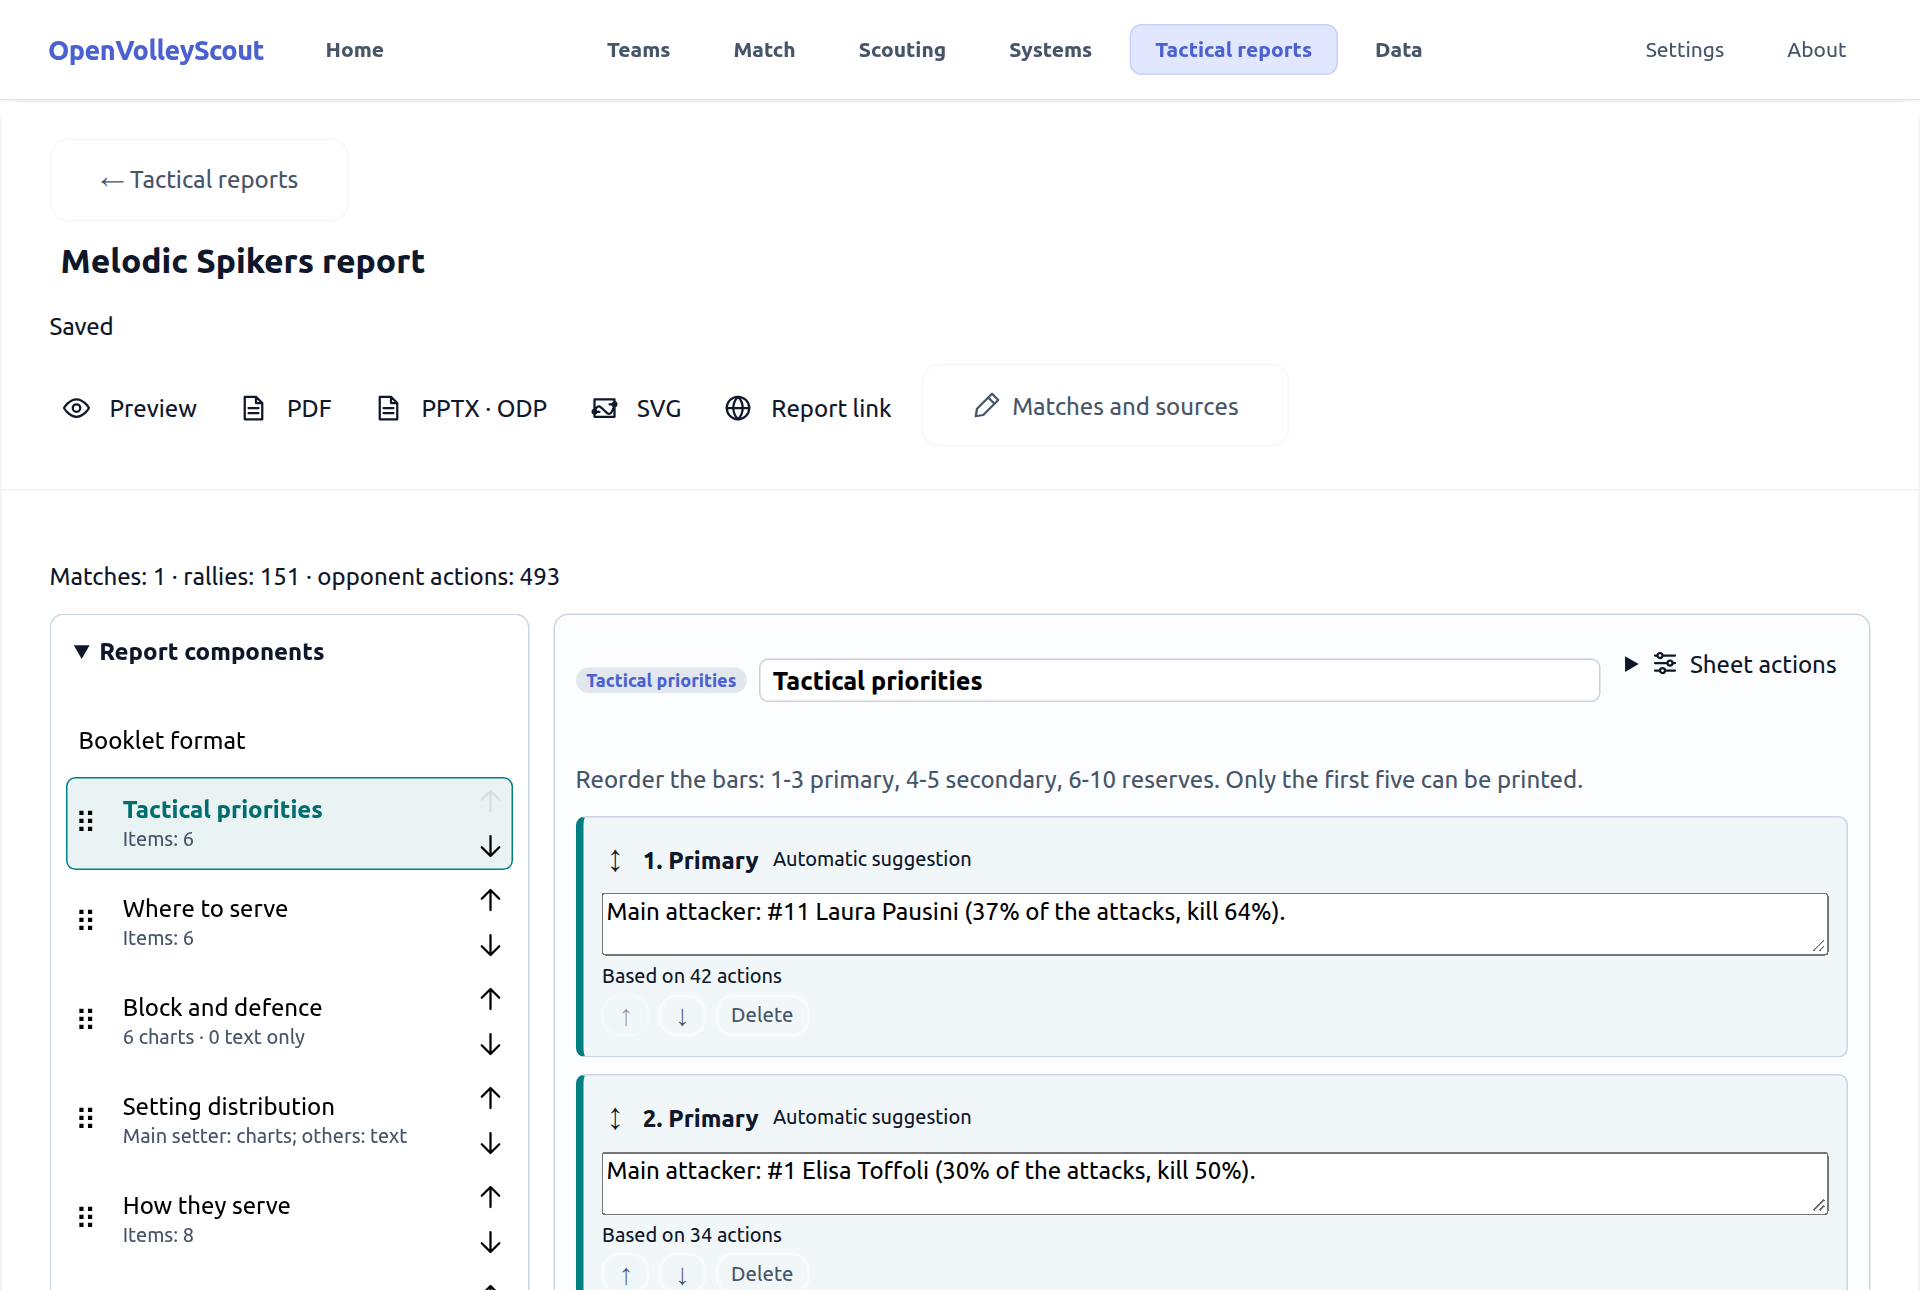 OpenVolleyScout Home Teams Match Scouting Systems Tactical reports Data Settings About
← Tactical reports
Melodic Spikers report
Saved
Preview PDF PPTX · ODP SVG Report link Matches and sources
Matches: 1 · rallies: 151 · opponent actions: 493
▼ Report components
Booklet format
Tactical priorities
Items: 6
Where to serve
Items: 6
Block and defence
6 charts · 0 text only
Setting distribution
Main setter: charts; others: text
How they serve
Items: 8
Tactical priorities Tactical priorities ▶ Sheet actions
Reorder the bars: 1-3 primary, 4-5 secondary, 6-10 reserves. Only the first five can be printed.
↕ 1. Primary Automatic suggestion
Main attacker: #11 Laura Pausini (37% of the attacks, kill 64%).
Based on 42 actions
↑ ↓ Delete
↕ 2. Primary Automatic suggestion
Main attacker: #1 Elisa Toffoli (30% of the attacks, kill 50%).
Based on 34 actions
↑ ↓ Delete